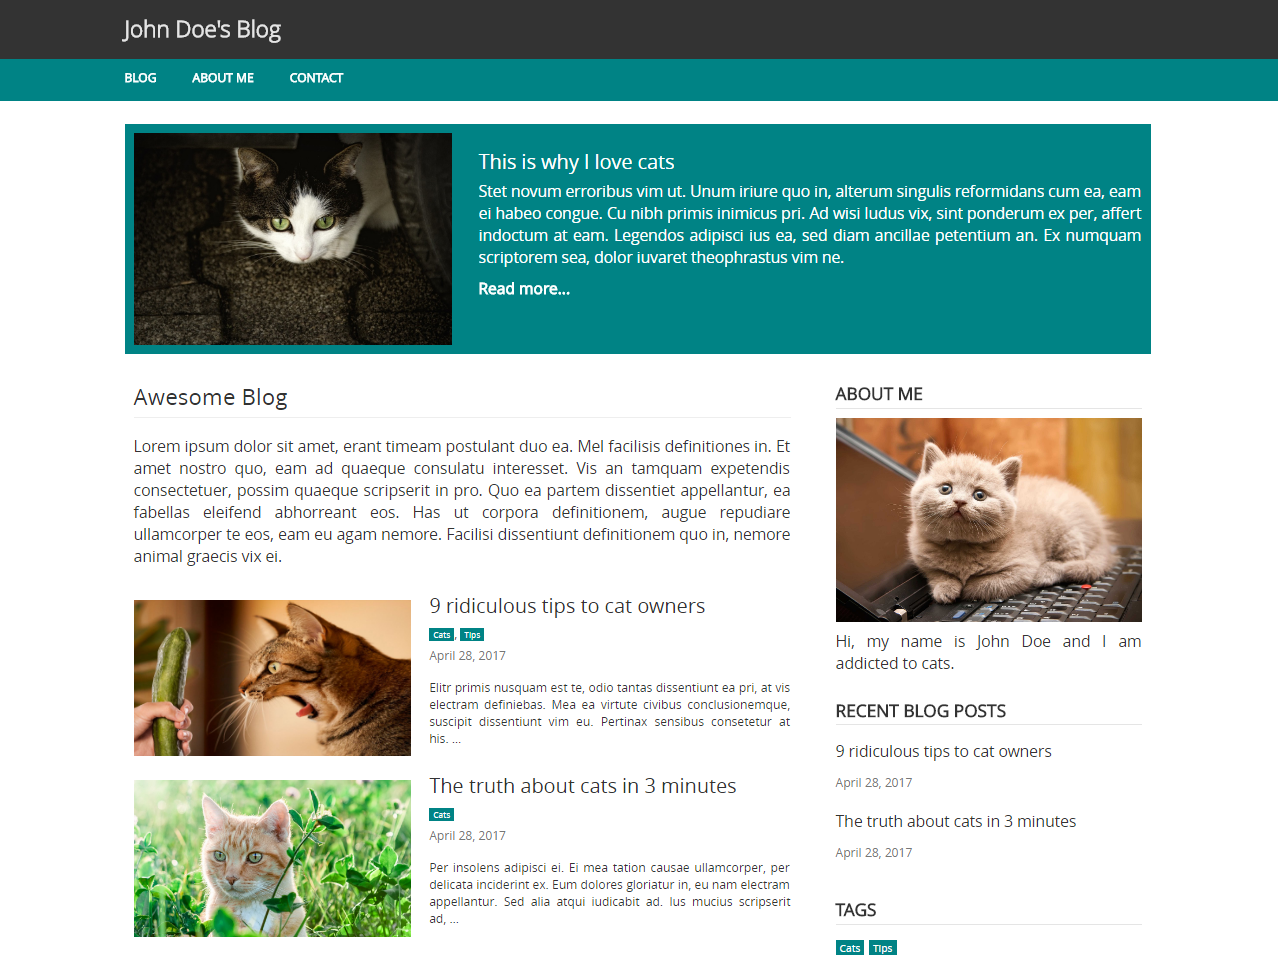 John Doe's Blog
BLOG ABOUT ME CONTACT
This is why I love cats
Stet novum erroribus vim ut. Unum iriure quo in, alterum singulis reformidans cum ea, eam
ei habeo congue. Cu nibh primis inimicus pri. Ad wisi ludus vix, sint ponderum ex per, affert
indoctum at eam. Legendos adipisci ius ea, sed diam ancillae petentium an. Ex numquam
scriptorem sea, dolor iuvaret theophrastus vim ne.
Read more...
Awesome Blog
Lorem ipsum dolor sit amet, erant timeam postulant duo ea. Mel facilisis definitiones in. Et
amet nostro quo, eam ad quaeque consulatu interesset. Vis an tamquam expetendis
consectetuer, possim quaeque scripserit in pro. Quo ea partem dissentiet appellantur, ea
fabellas eleifend abhorreant eos. Has ut corpora definitionem, augue repudiare
ullamcorper te eos, eam eu agam nemore. Facilisi dissentiunt definitionem quo in, nemore
animal graecis vix ei.
9 ridiculous tips to cat owners
Cats, Tips
April 28, 2017
Elitr primis nusquam est te, odio tantas dissentiunt ea pri, at vis
electram definiebas. Mea ea virtute civibus conclusionemque,
suscipit dissentiunt vim eu. Pertinax sensibus consetetur at
his. ...
The truth about cats in 3 minutes
Cats
April 28, 2017
Per insolens adipisci ei. Ei mea tation causae ullamcorper, per
delicata inciderint ex. Eum dolores gloriatur in, eu nam electram
appellantur. Sed alia atqui iudicabit ad. Ius mucius scripserit
ad, ...
ABOUT ME
Hi, my name is John Doe and I am
addicted to cats.
RECENT BLOG POSTS
9 ridiculous tips to cat owners
April 28, 2017
The truth about cats in 3 minutes
April 28, 2017
TAGS
Cats Tips